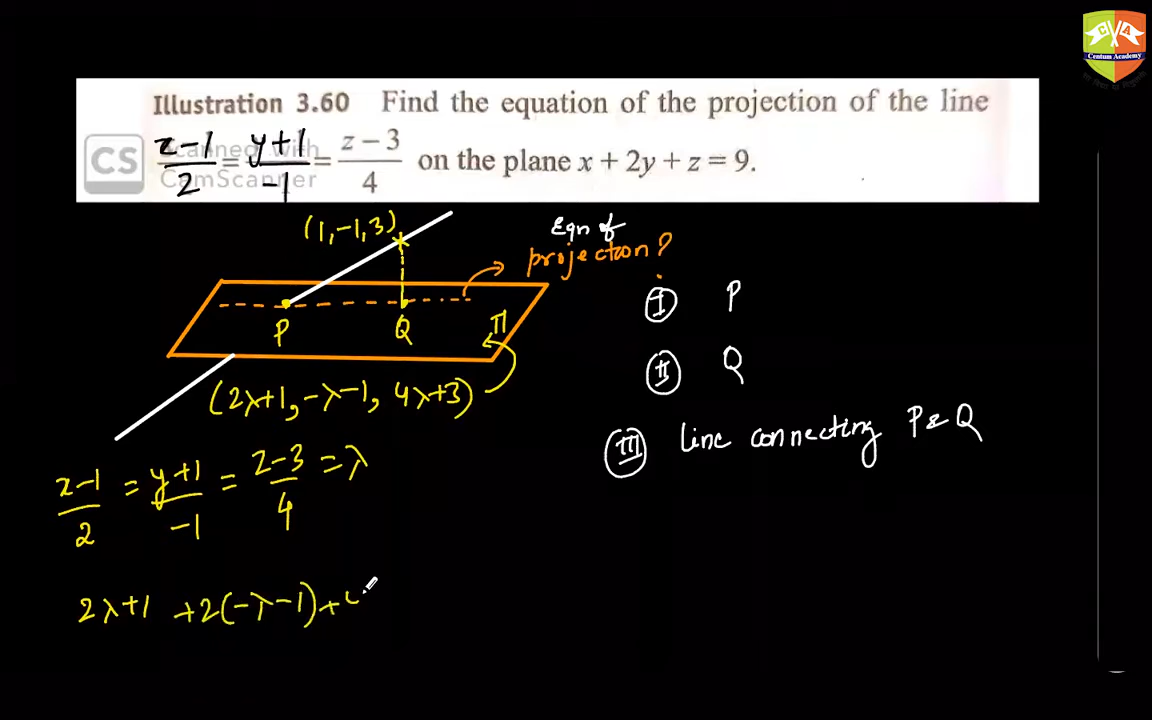 Centum Academy
Illustration 3.60 Find the equation of the projection of the line
x-1/2 = y+1/-1 = z-3/4 on the plane x + 2y + z = 9.
CS Scanned with
CamScanner
(1,-1,3)
Eqn of
projection?
P
Q
π
(2λ+1, -λ-1, 4λ+3)
x-1/2 = y+1/-1 = z-3/4 = λ
2λ+1 +2(-λ-1)+
I P
II Q
III Line connecting P & Q